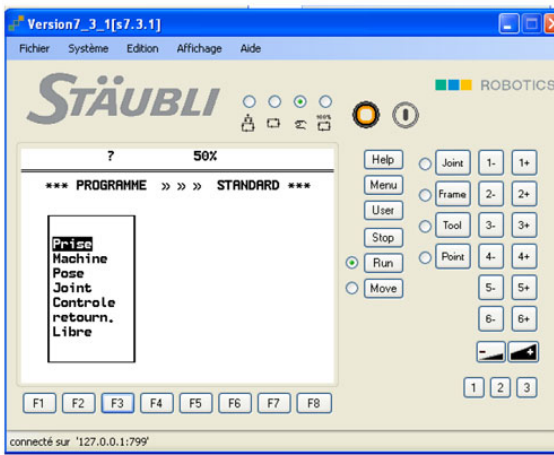 Version7_3_1[s7.3.1]
Fichier Système Edition Affichage Aide
STÄUBLI
ROBOTICS
100%
? 50%
*** PROGRAMME » » » STANDARD ***
Prise
Machine
Pose
Joint
Controle
retourn.
Libre
Help
Menu
User
Stop
Run
Move
Joint 1- 1+
Frame 2- 2+
Tool 3- 3+
Point 4- 4+
5- 5+
6- 6+
- +
1 2 3
F1 F2 F3 F4 F5 F6 F7 F8
connecté sur '127.0.0.1:799'